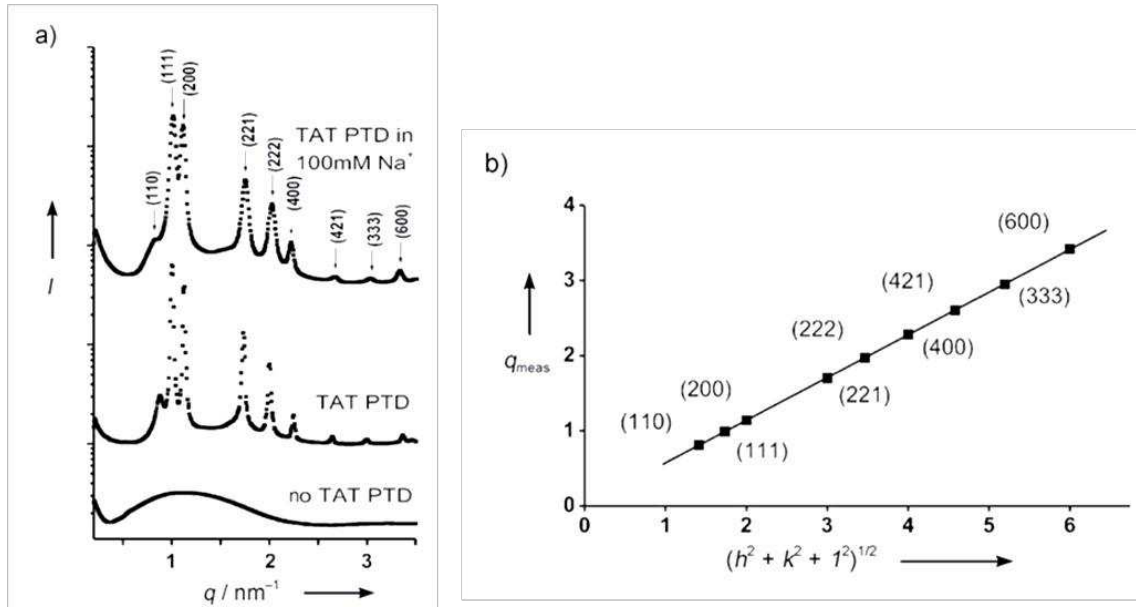 a)
(110)
(111)
(200)
(221)
(222)
(400)
(421)
(333)
(600)
TAT PTD in
100mM Na⁺
I
TAT PTD
no TAT PTD
1 2 3
q / nm⁻¹
b)
4
3
2
1
0
qmeas
(110)
(200)
(111)
(222)
(221)
(421)
(400)
(600)
(333)
0 1 2 3 4 5 6
(h² + k² + 1²)¹/²